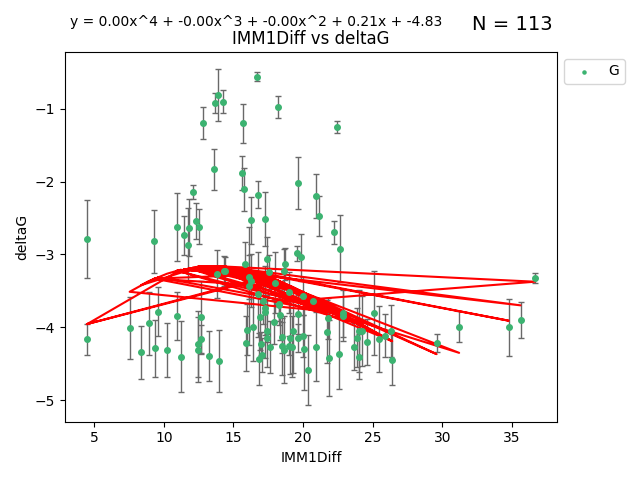 y = 0.00x^4 + -0.00x^3 + -0.00x^2 + 0.21x + -4.83
N = 113
IMM1Diff vs deltaG
G
deltaG
−1
−2
−3
−4
−5
5 10 15 20 25 30 35
IMM1Diff